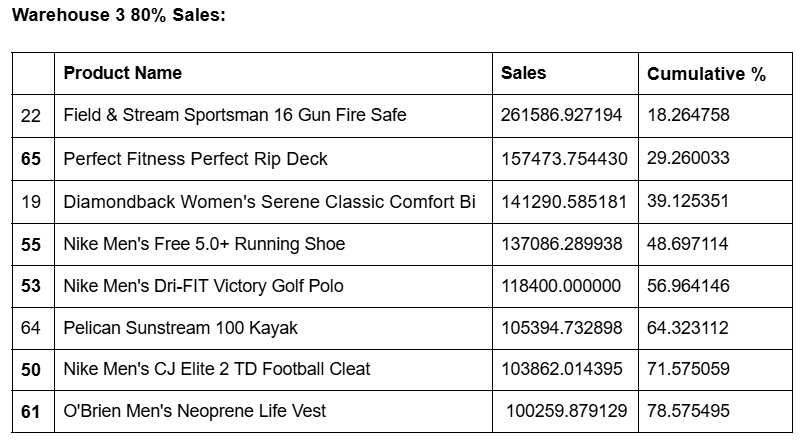 Warehouse 3 80% Sales:
Product Name Sales Cumulative %
22 Field & Stream Sportsman 16 Gun Fire Safe 261586.927194 18.264758
65 Perfect Fitness Perfect Rip Deck 157473.754430 29.260033
19 Diamondback Women's Serene Classic Comfort Bi 141290.585181 39.125351
55 Nike Men's Free 5.0+ Running Shoe 137086.289938 48.697114
53 Nike Men's Dri-FIT Victory Golf Polo 118400.000000 56.964146
64 Pelican Sunstream 100 Kayak 105394.732898 64.323112
50 Nike Men's CJ Elite 2 TD Football Cleat 103862.014395 71.575059
61 O'Brien Men's Neoprene Life Vest 100259.879129 78.575495